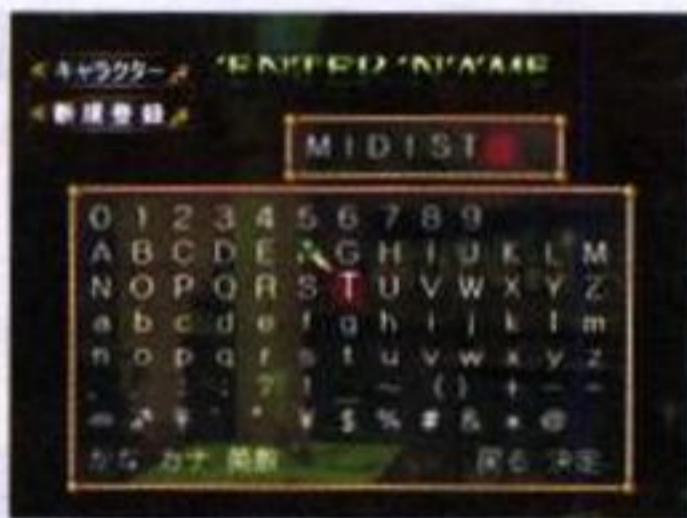 キャラクター
ENTER NAME
新規登録
MIDIST
0 1 2 3 4 5 6 7 8 9
A B C D E G H I J K L M
N O P Q R S T U V W X Y Z
a b c d e f g h i j k l m
n o p q r s t u v w x y z
? ! _ ~ ( ) + − −
¥ $ % # & * @
かな カナ 英数 戻る 決定